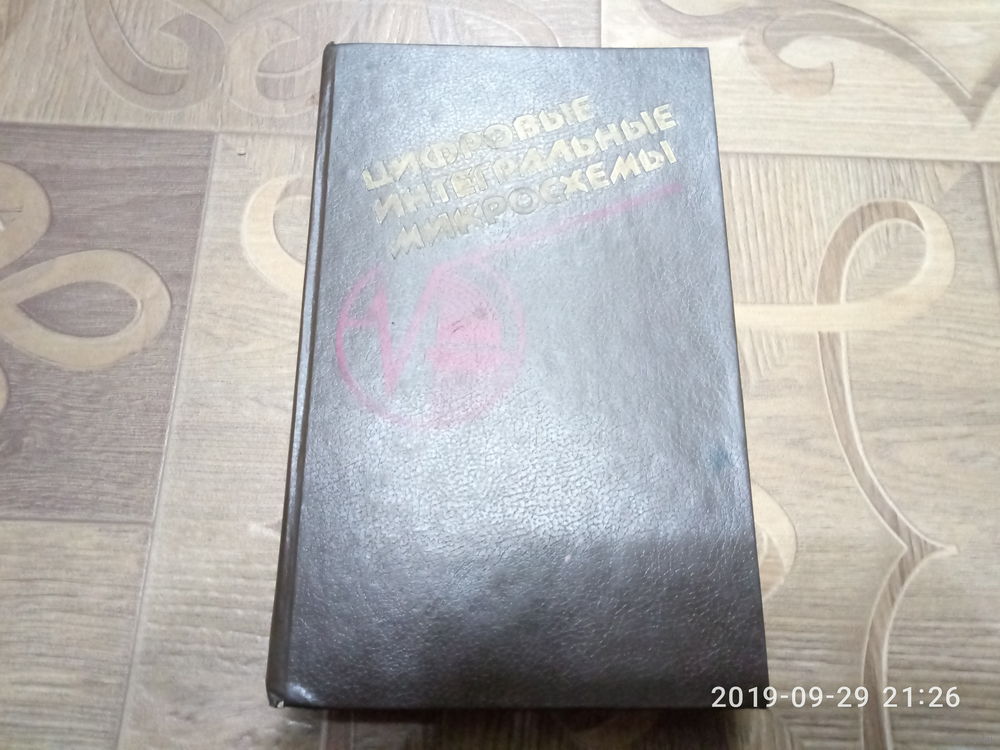 ЦИФРОВЫЕ
ИНТЕГРАЛЬНЫЕ
МИКРОСХЕМЫ
2019-09-29 21:26